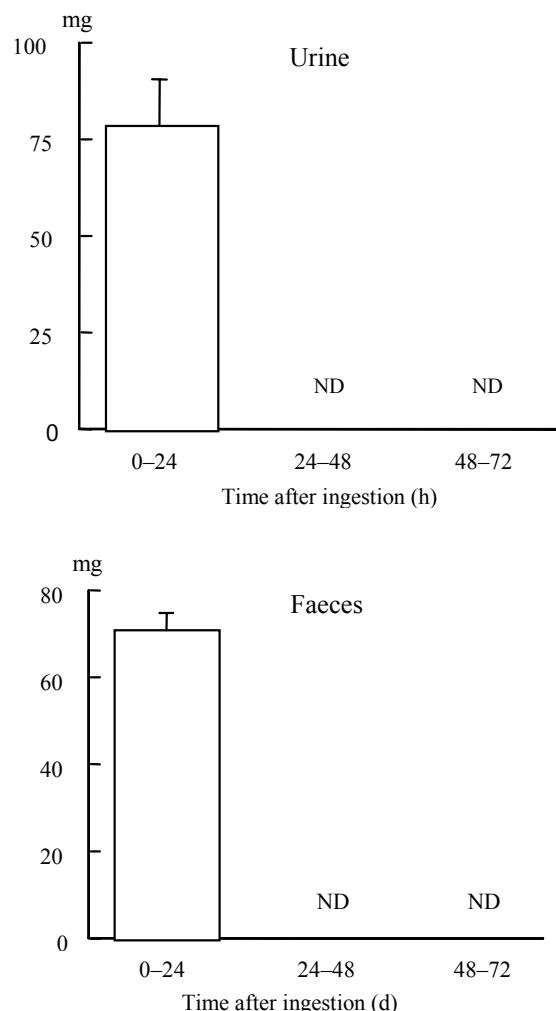 mg
Urine
100
75
50
25
ND ND
0
0–24 24–48 48–72
Time after ingestion (h)
mg
80
Faeces
60
40
20
ND ND
0
0–24 24–48 48–72
Time after ingestion (d)